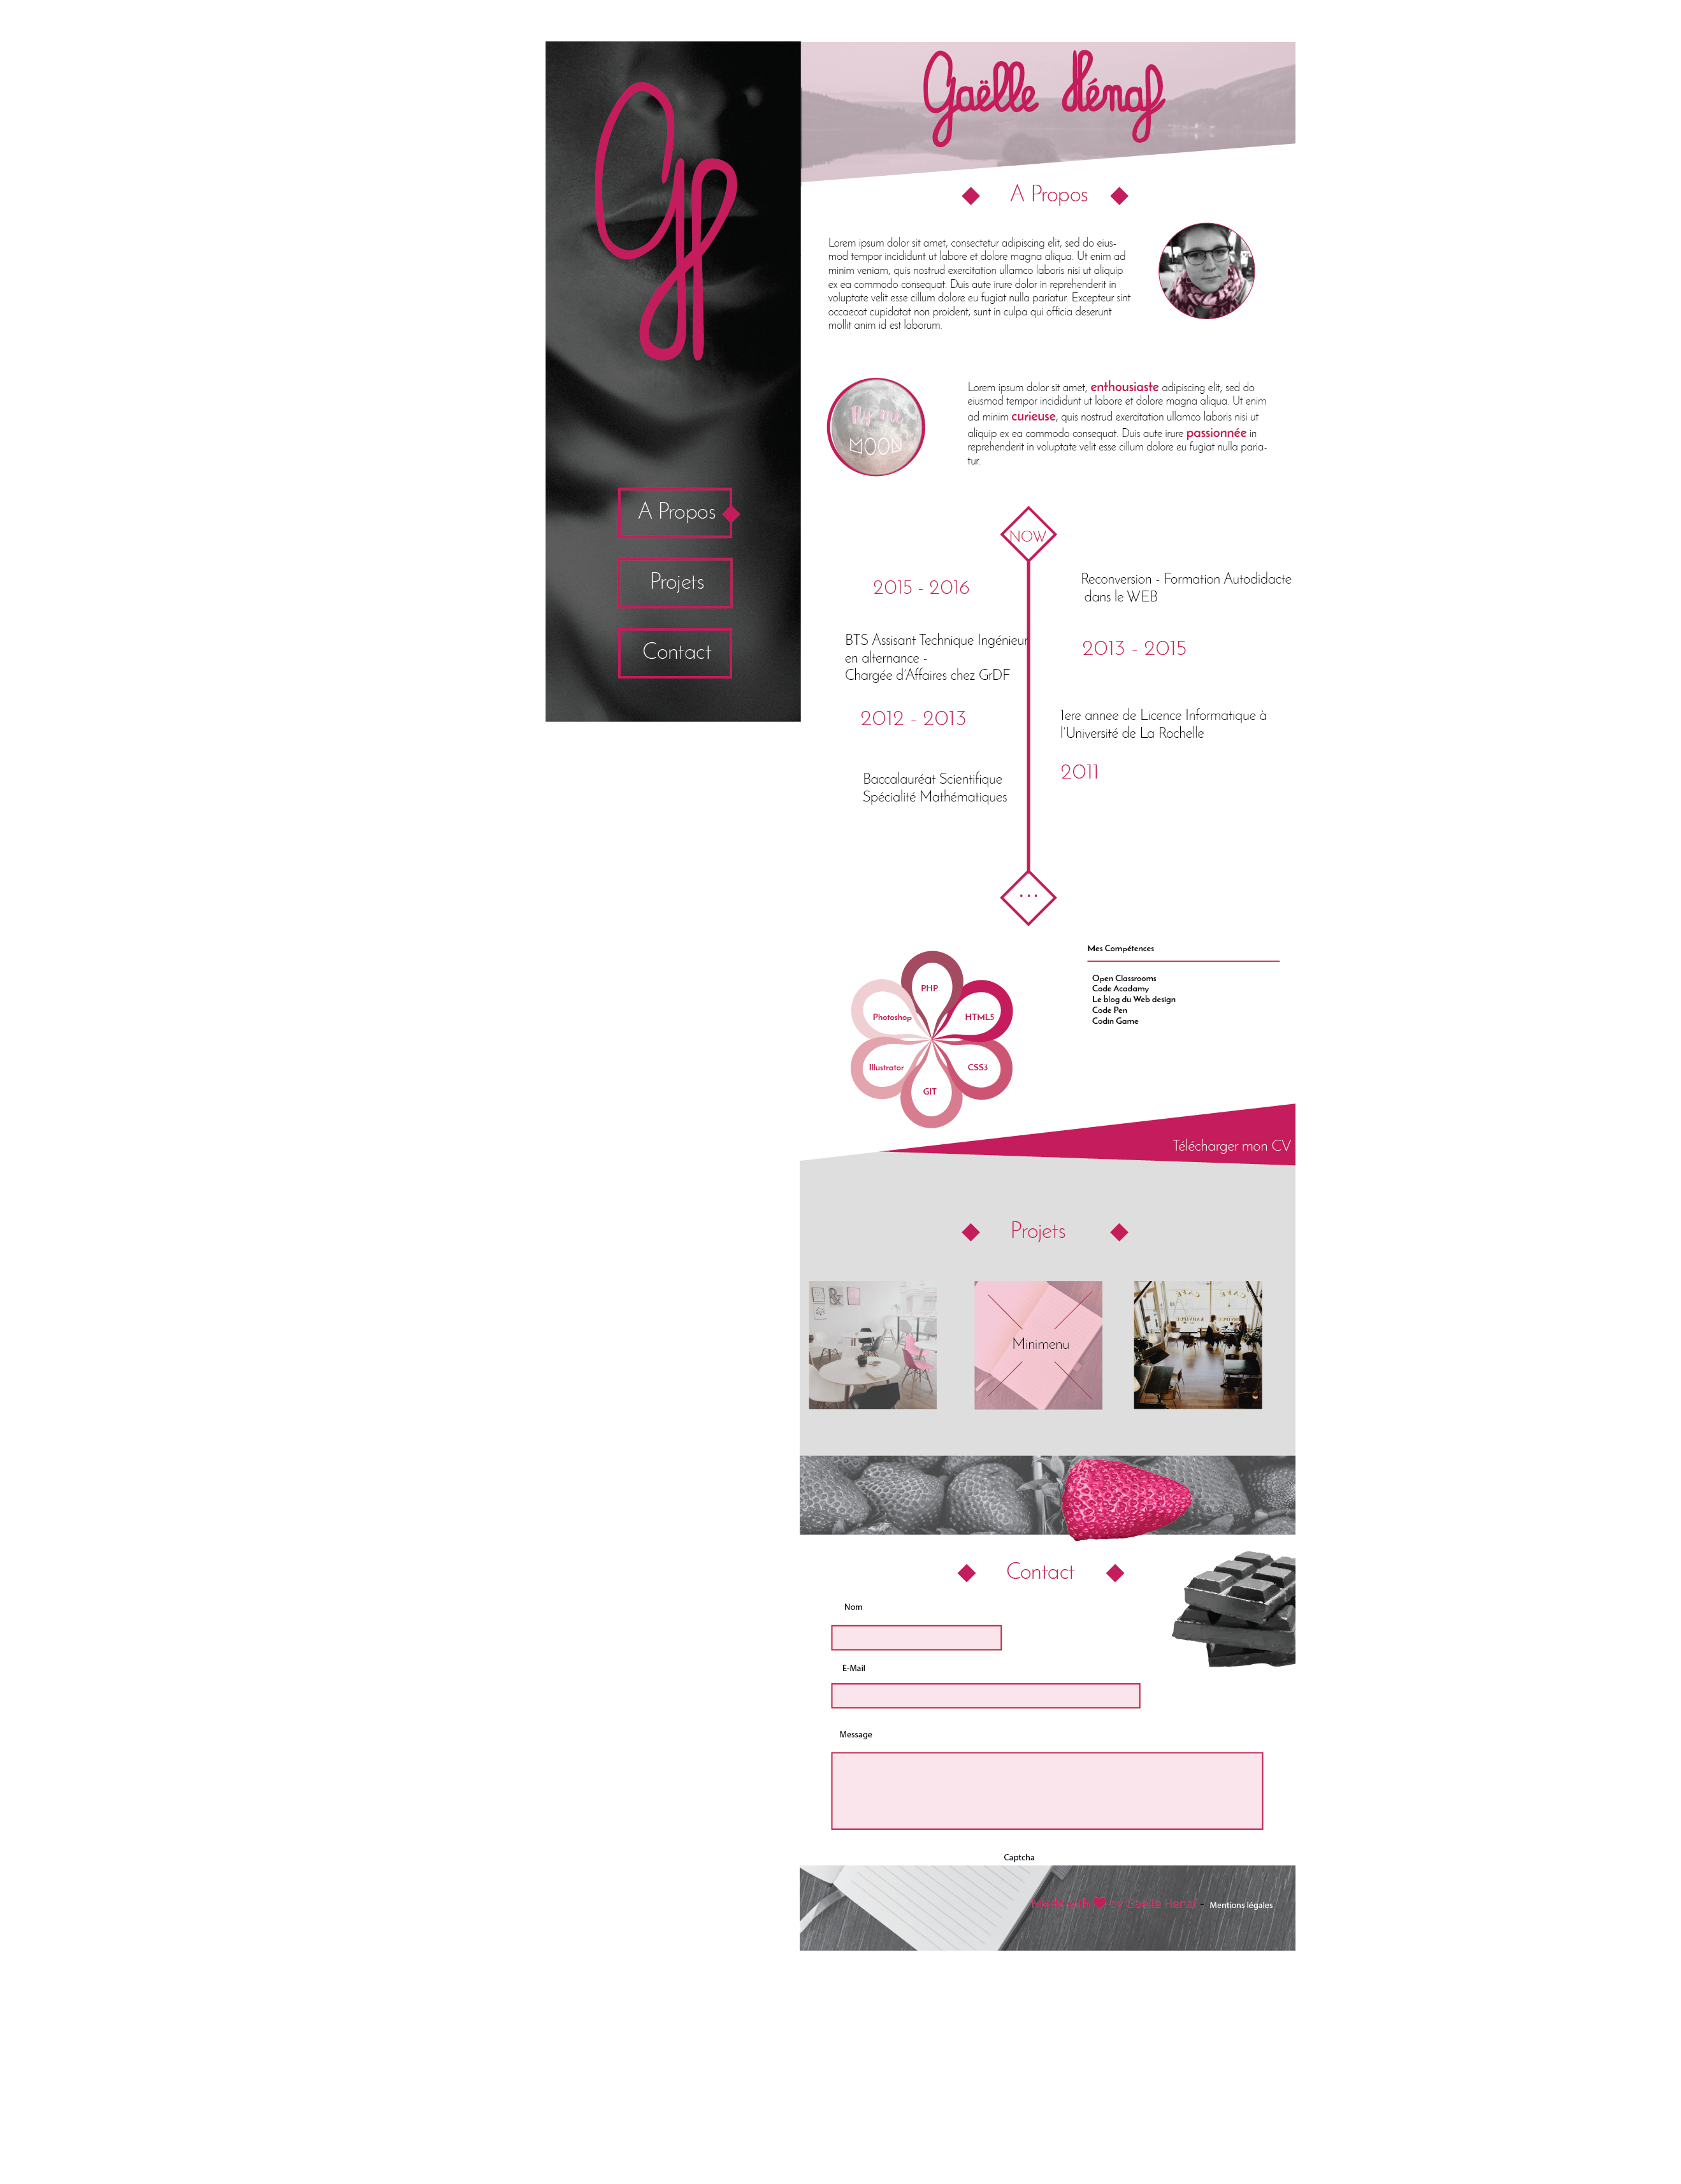 GH
A Propos
Projets
Contact
Gaëlle Hénaf
A Propos
Lorem ipsum dolor sit amet, consectetur adipiscing elit, sed do eius-
mod tempor incididunt ut labore et dolore magna aliqua. Ut enim ad
minim veniam, quis nostrud exercitation ullamco laboris nisi ut aliquip
ex ea commodo consequat. Duis aute irure dolor in reprehenderit in
voluptate velit esse cillum dolore eu fugiat nulla pariatur. Excepteur sint
occaecat cupidatat non proident, sunt in culpa qui officia deserunt
mollit anim id est laborum.
fly me
MOON
Lorem ipsum dolor sit amet, enthousiaste adipiscing elit, sed do
eiusmod tempor incididunt ut labore et dolore magna aliqua. Ut enim
ad minim curieuse, quis nostrud exercitation ullamco laboris nisi ut
aliquip ex ea commodo consequat. Duis aute irure passionnée in
reprehenderit in voluptate velit esse cillum dolore eu fugiat nulla paria-
tur.
NOW
2015 - 2016
Reconversion - Formation Autodidacte
dans le WEB
BTS Assisant Technique Ingénieur
en alternance -
Chargée d'Affaires chez GrDF
2013 - 2015
2012 - 2013
1ere annee de Licence Informatique à
l'Université de La Rochelle
2011
Baccalauréat Scientifique
Spécialité Mathématiques
...
PHP
Photoshop
HTML5
Illustrator
CSS3
GIT
Mes Compétences
Open Classrooms
Code Acadamy
Le blog du Web design
Code Pen
Codin Game
Télécharger mon CV
Projets
&
Minimenu
CAFE
CAFE
Contact
Nom
E-Mail
Message
Captcha
Made with ♥ by Gaëlle Hénaf - Mentions légales